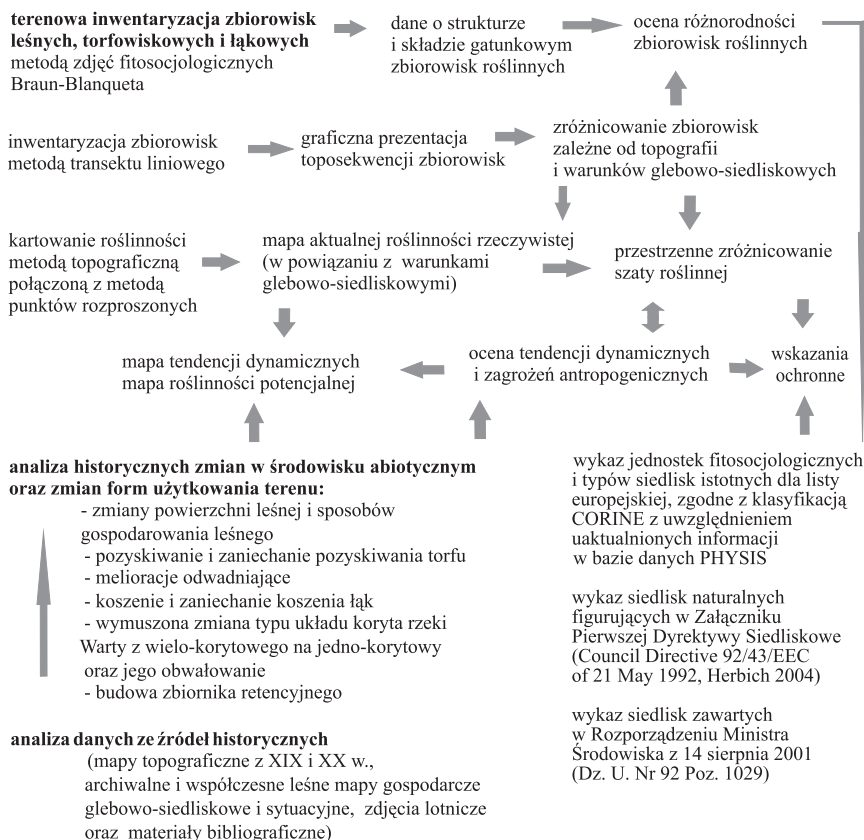 terenowa inwentaryzacja zbiorowisk
leśnych, torfowiskowych i łąkowych
metodą zdjęć fitosocjologicznych
Braun-Blanqueta
dane o strukturze
i składzie gatunkowym
zbiorowisk roślinnych
ocena różnorodności
zbiorowisk roślinnych
inwentaryzacja zbiorowisk
metodą transektu liniowego
graficzna prezentacja
toposekwencji zbiorowisk
zróżnicowanie zbiorowisk
zależne od topografii
i warunków glebowo-siedliskowych
kartowanie roślinności
metodą topograficzną
połączoną z metodą
punktów rozproszonych
mapa aktualnej roślinności rzeczywistej
(w powiązaniu z warunkami
glebowo-siedliskowymi)
przestrzenne zróżnicowanie
szaty roślinnej
mapa tendencji dynamicznych
mapa roślinności potencjalnej
ocena tendencji dynamicznych
i zagrożeń antropogenicznych
wskazania
ochronne
analiza historycznych zmian w środowisku abiotycznym
oraz zmian form użytkowania terenu:
- zmiany powierzchni leśnej i sposobów
gospodarowania leśnego
- pozyskiwanie i zaniechanie pozyskiwania torfu
- melioracje odwadniające
- koszenie i zaniechanie koszenia łąk
- wymuszona zmiana typu układu koryta rzeki
Warty z wielo-korytowego na jedno-korytowy
oraz jego obwałowanie
- budowa zbiornika retencyjnego
analiza danych ze źródeł historycznych
(mapy topograficzne z XIX i XX w.,
archiwalne i współczesne leśne mapy gospodarcze
glebowo-siedliskowe i sytuacyjne, zdjęcia lotnicze
oraz materiały bibliograficzne)
wykaz jednostek fitosocjologicznych
i typów siedlisk istotnych dla listy
europejskiej, zgodne z klasyfikacją
CORINE z uwzględnieniem
uaktualnionych informacji
w bazie danych PHYSIS
wykaz siedlisk naturalnych
figurujących w Załączniku
Pierwszej Dyrektywy Siedliskowe
(Council Directive 92/43/EEC
of 21 May 1992, Herbich 2004)
wykaz siedlisk zawartych
w Rozporządzeniu Ministra
Środowiska z 14 sierpnia 2001
(Dz. U. Nr 92 Poz. 1029)